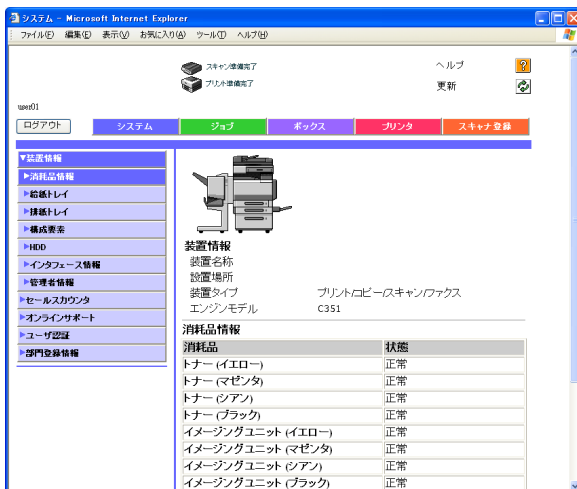 システム - Microsoft Internet Explorer
ファイル(F) 編集(E) 表示(V) お気に入り(A) ツール(T) ヘルプ(H)
スキャン準備完了
プリント準備完了
ヘルプ
更新
user01
ログアウト
システム ジョブ ボックス プリンタ スキャナ登録
▼装置情報
▶消耗品情報
▶給紙トレイ
▶排紙トレイ
▶構成要素
▶HDD
▶インタフェース情報
▶管理者情報
▶セールスカウンタ
▶オンラインサポート
▶ユーザ認証
▶部門登録情報
装置情報
装置名称
設置場所
装置タイプ プリント/コピー/スキャン/ファクス
エンジンモデル C351
消耗品情報
消耗品 状態
トナー (イエロー) 正常
トナー (マゼンタ) 正常
トナー (シアン) 正常
トナー (ブラック) 正常
イメージングユニット (イエロー) 正常
イメージングユニット (マゼンタ) 正常
イメージングユニット (シアン) 正常
イメージングユニット (ブラック) 正常